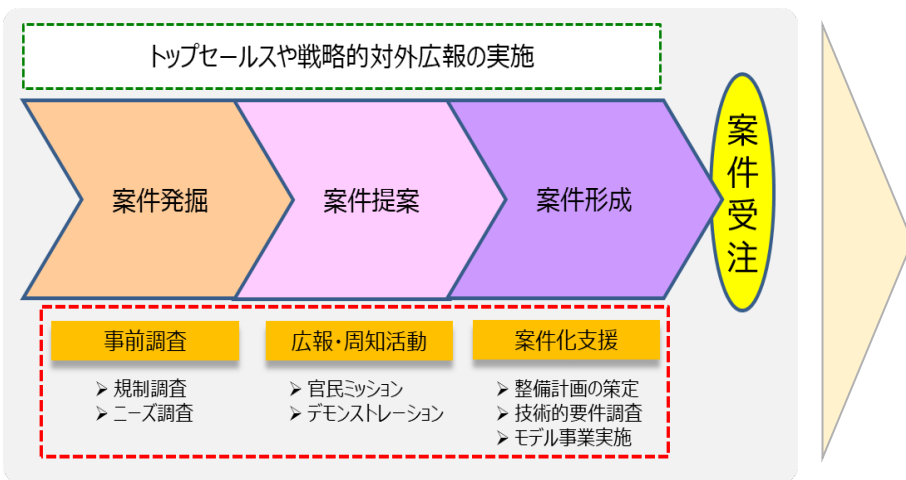 トップセールスや戦略的対外広報の実施
案件発掘
案件提案
案件形成
案件受注
事前調査
➢ 規制調査
➢ ニーズ調査
広報・周知活動
➢ 官民ミッション
➢ デモンストレーション
案件化支援
➢ 整備計画の策定
➢ 技術的要件調査
➢ モデル事業実施